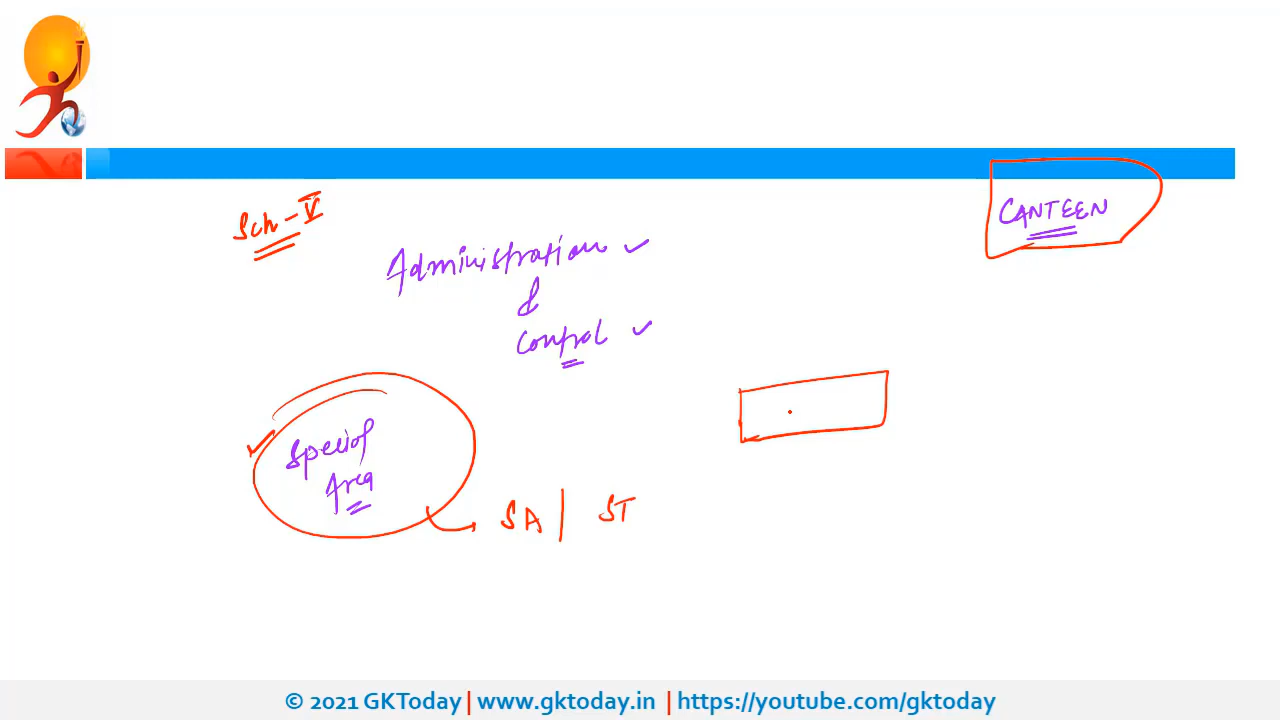 Sch-V
CANTEEN
Administration
&
Control
Special
Area
SA | ST
© 2021 GKToday | www.gktoday.in | https://youtube.com/gktoday